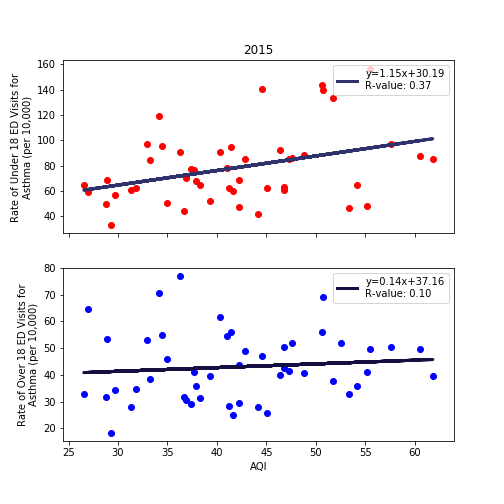 2015
Rate of Under 18 ED Visits for
Asthma (per 10,000)
160
140
120
100
80
60
40
y=1.15x+30.19
R-value: 0.37
Rate of Over 18 ED Visits for
Asthma (per 10,000)
80
70
60
50
40
30
20
y=0.14x+37.16
R-value: 0.10
25 30 35 40 45 50 55 60
AQI